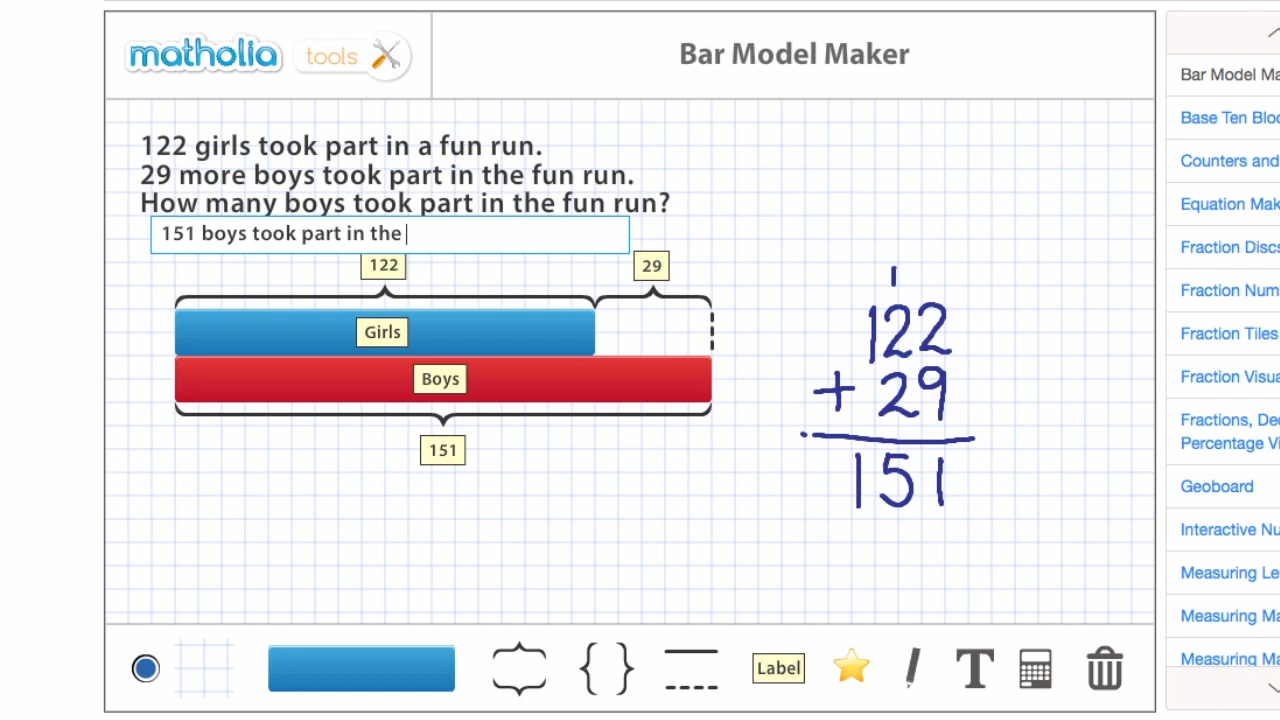 matholia tools
Bar Model Maker
122 girls took part in a fun run.
29 more boys took part in the fun run.
How many boys took part in the fun run?
151 boys took part in the
122
29
Girls
Boys
151
1
122
+ 29
151
Label
T
Bar Model Ma
Base Ten Bloc
Counters and
Equation Mak
Fraction Discs
Fraction Num
Fraction Tiles
Fraction Visua
Fractions, Dec
Percentage Vi
Geoboard
Interactive Nu
Measuring Le
Measuring Ma
Measuring Ma